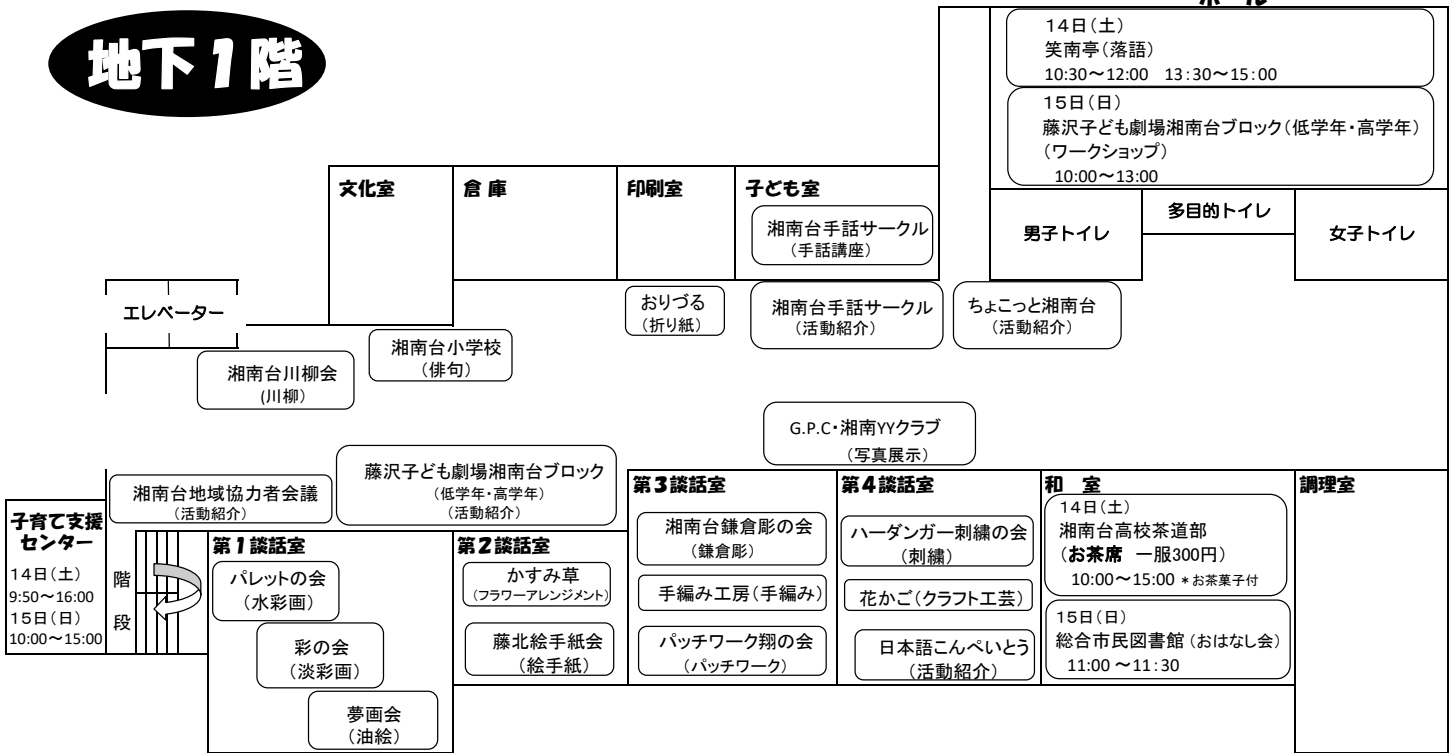 ホール
地下1階
14日(土)
笑南亭(落語)
10:30~12:00 13:30~15:00
15日(日)
藤沢子ども劇場湘南台ブロック(低学年・高学年)
(ワークショップ)
10:00~13:00
文化室
倉庫
印刷室
子ども室
湘南台手話サークル
(手話講座)
男子トイレ
多目的トイレ
女子トイレ
エレベーター
おりづる
(折り紙)
湘南台手話サークル
(活動紹介)
ちょこっと湘南台
(活動紹介)
湘南台小学校
(俳句)
湘南台川柳会
(川柳)
G.P.C・湘南YYクラブ
(写真展示)
藤沢子ども劇場湘南台ブロック
(低学年・高学年)
(活動紹介)
湘南台地域協力者会議
(活動紹介)
子育て支援
センター
14日(土)
9:50~16:00
15日(日)
10:00~15:00
階
段
第1談話室
パレットの会
(水彩画)
彩の会
(淡彩画)
夢画会
(油絵)
第2談話室
かすみ草
(フラワーアレンジメント)
藤北絵手紙会
(絵手紙)
第3談話室
湘南台鎌倉彫の会
(鎌倉彫)
手編み工房(手編み)
パッチワーク翔の会
(パッチワーク)
第4談話室
ハーダンガー刺繍の会
(刺繍)
花かご(クラフト工芸)
日本語こんぺいとう
(活動紹介)
和 室
14日(土)
湘南台高校茶道部
(お茶席 一服300円)
10:00~15:00 *お茶菓子付
15日(日)
総合市民図書館(おはなし会)
11:00 ~11:30
調理室